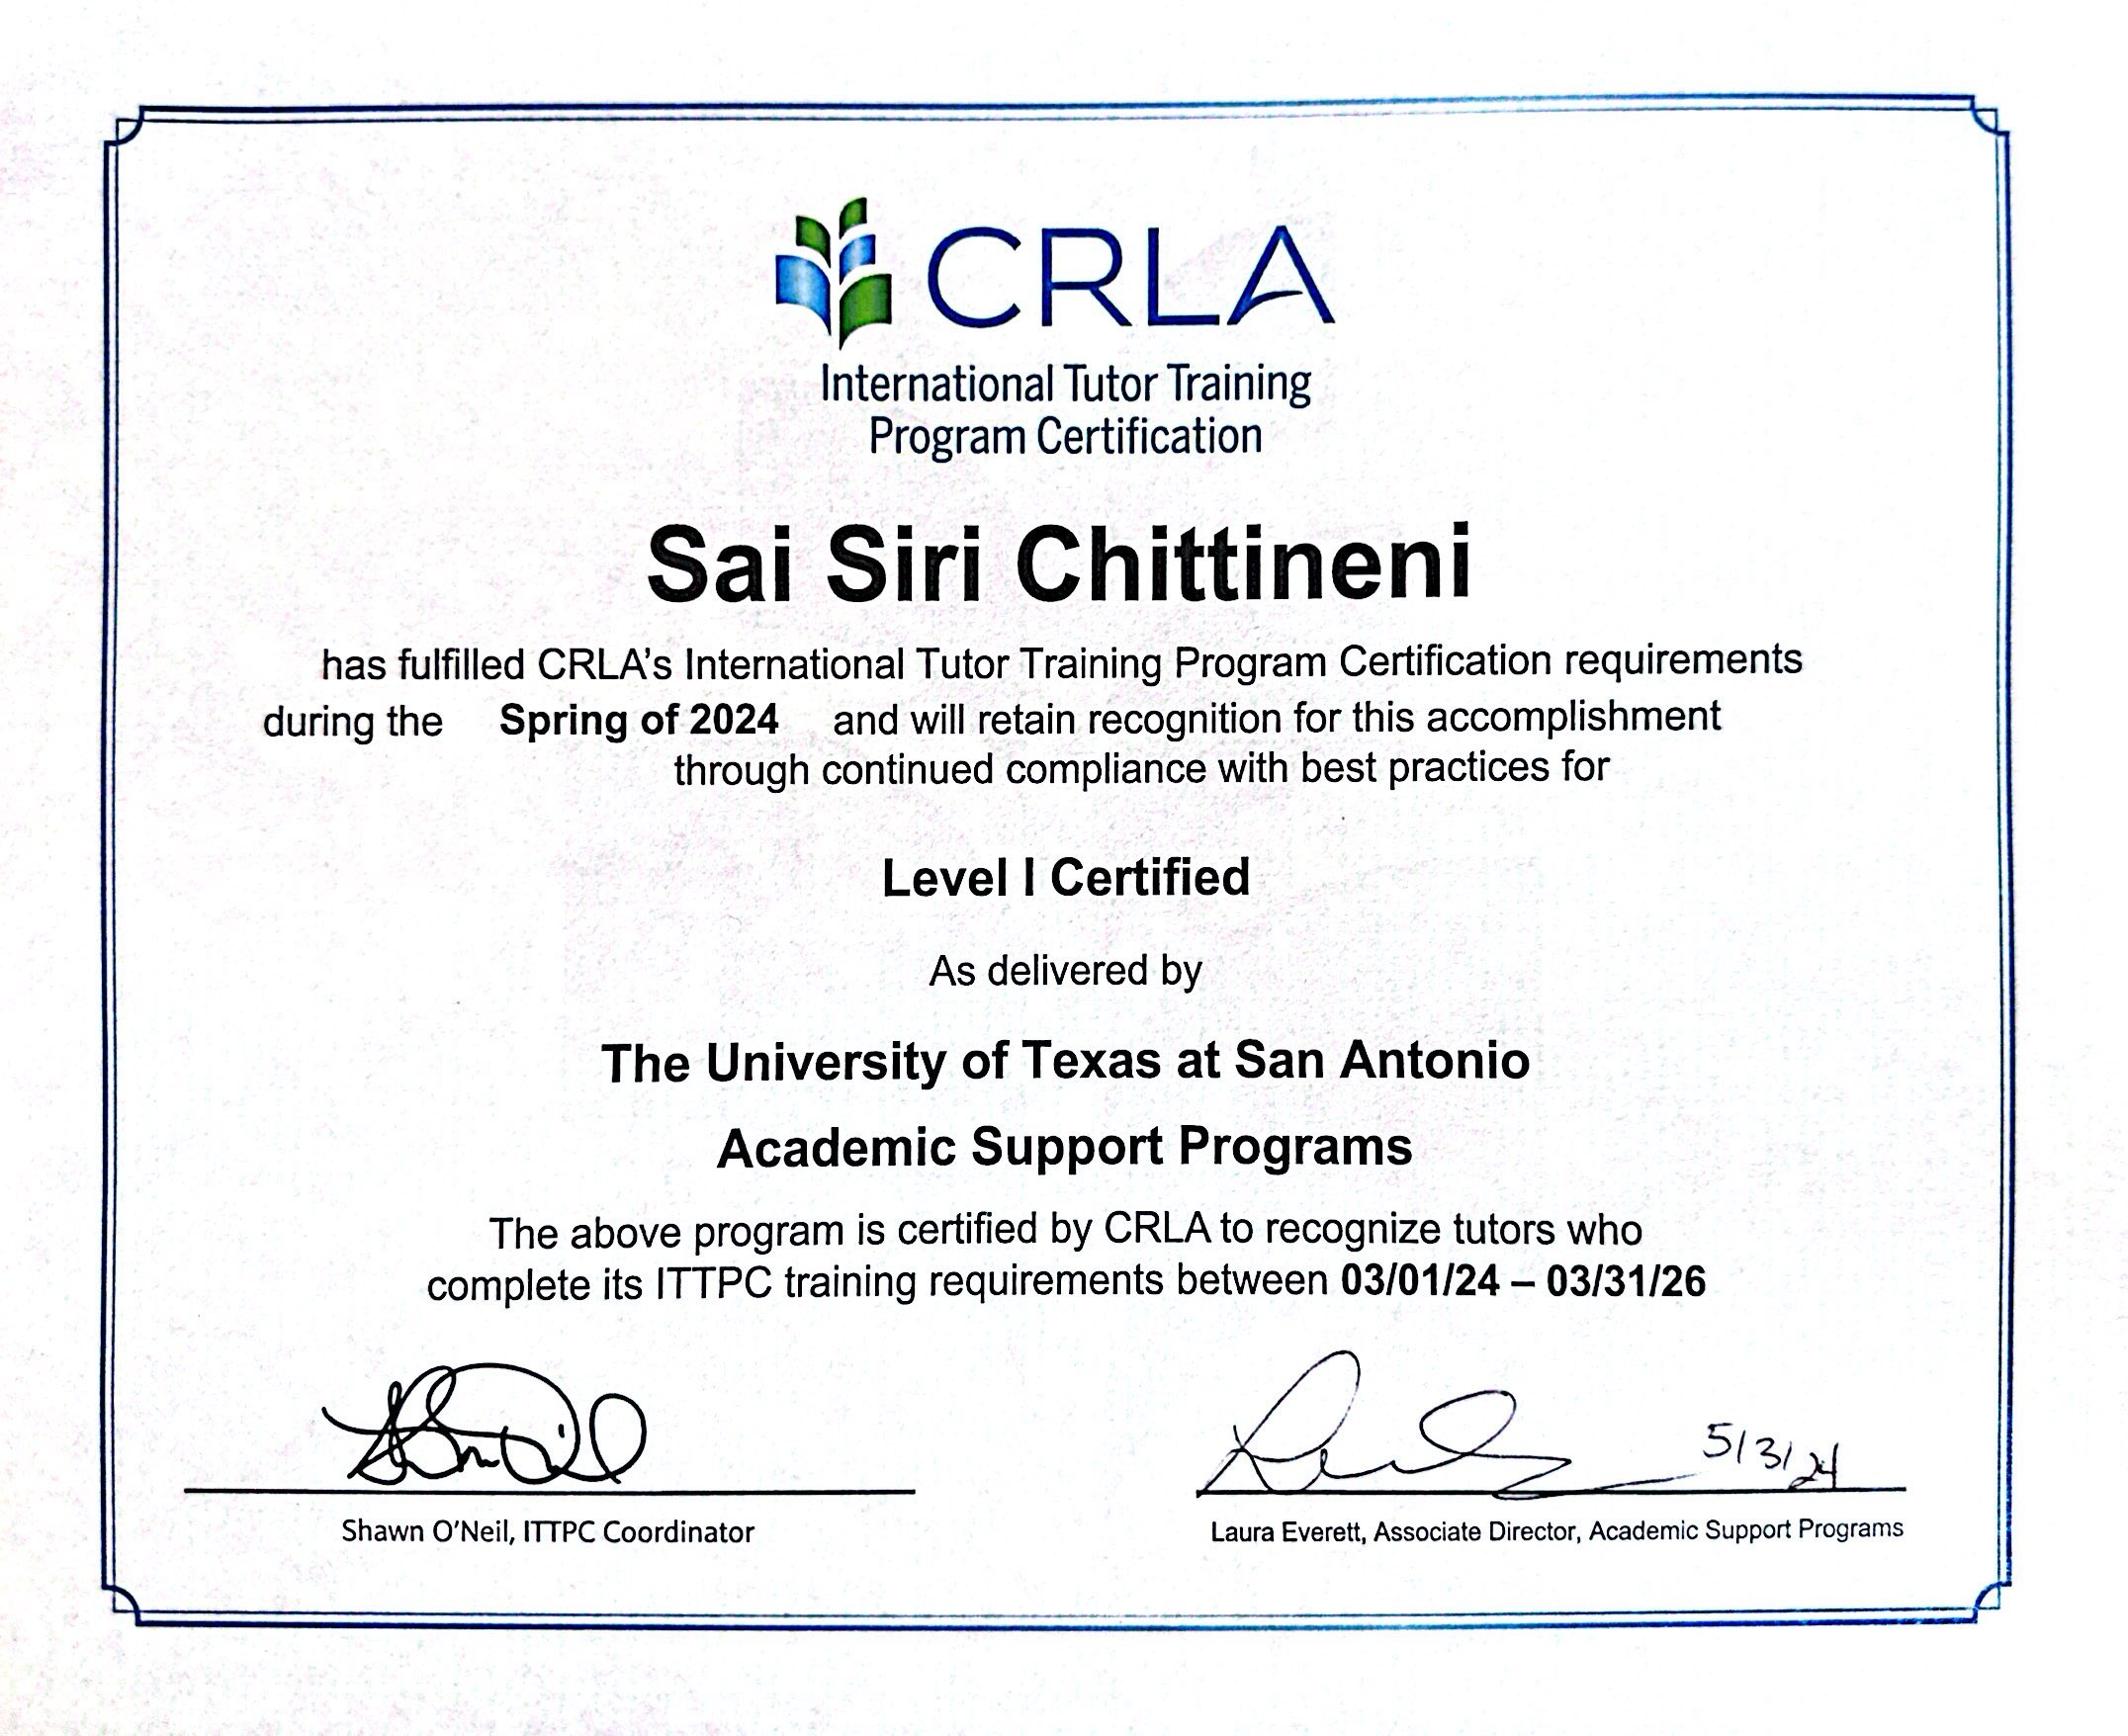 CRLA
International Tutor Training
Program Certification
Sai Siri Chittineni
has fulfilled CRLA's International Tutor Training Program Certification requirements
during the Spring of 2024 and will retain recognition for this accomplishment
through continued compliance with best practices for
Level I Certified
As delivered by
The University of Texas at San Antonio
Academic Support Programs
The above program is certified by CRLA to recognize tutors who
complete its ITTPC training requirements between 03/01/24 – 03/31/26
5/3/24
Shawn O'Neil, ITTPC Coordinator
Laura Everett, Associate Director, Academic Support Programs